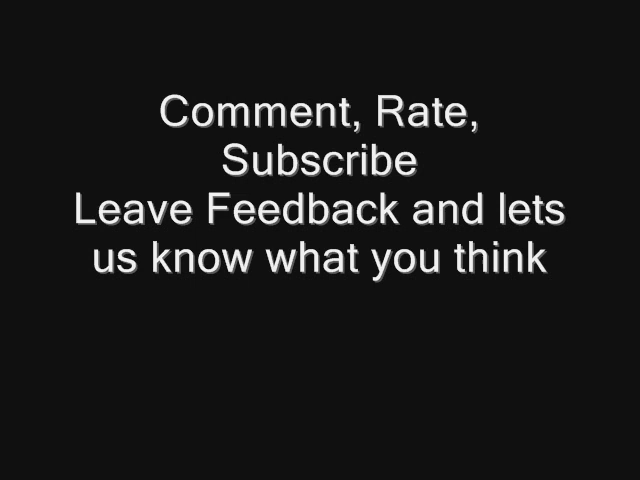 Comment, Rate,
Subscribe
Leave Feedback and lets
us know what you think